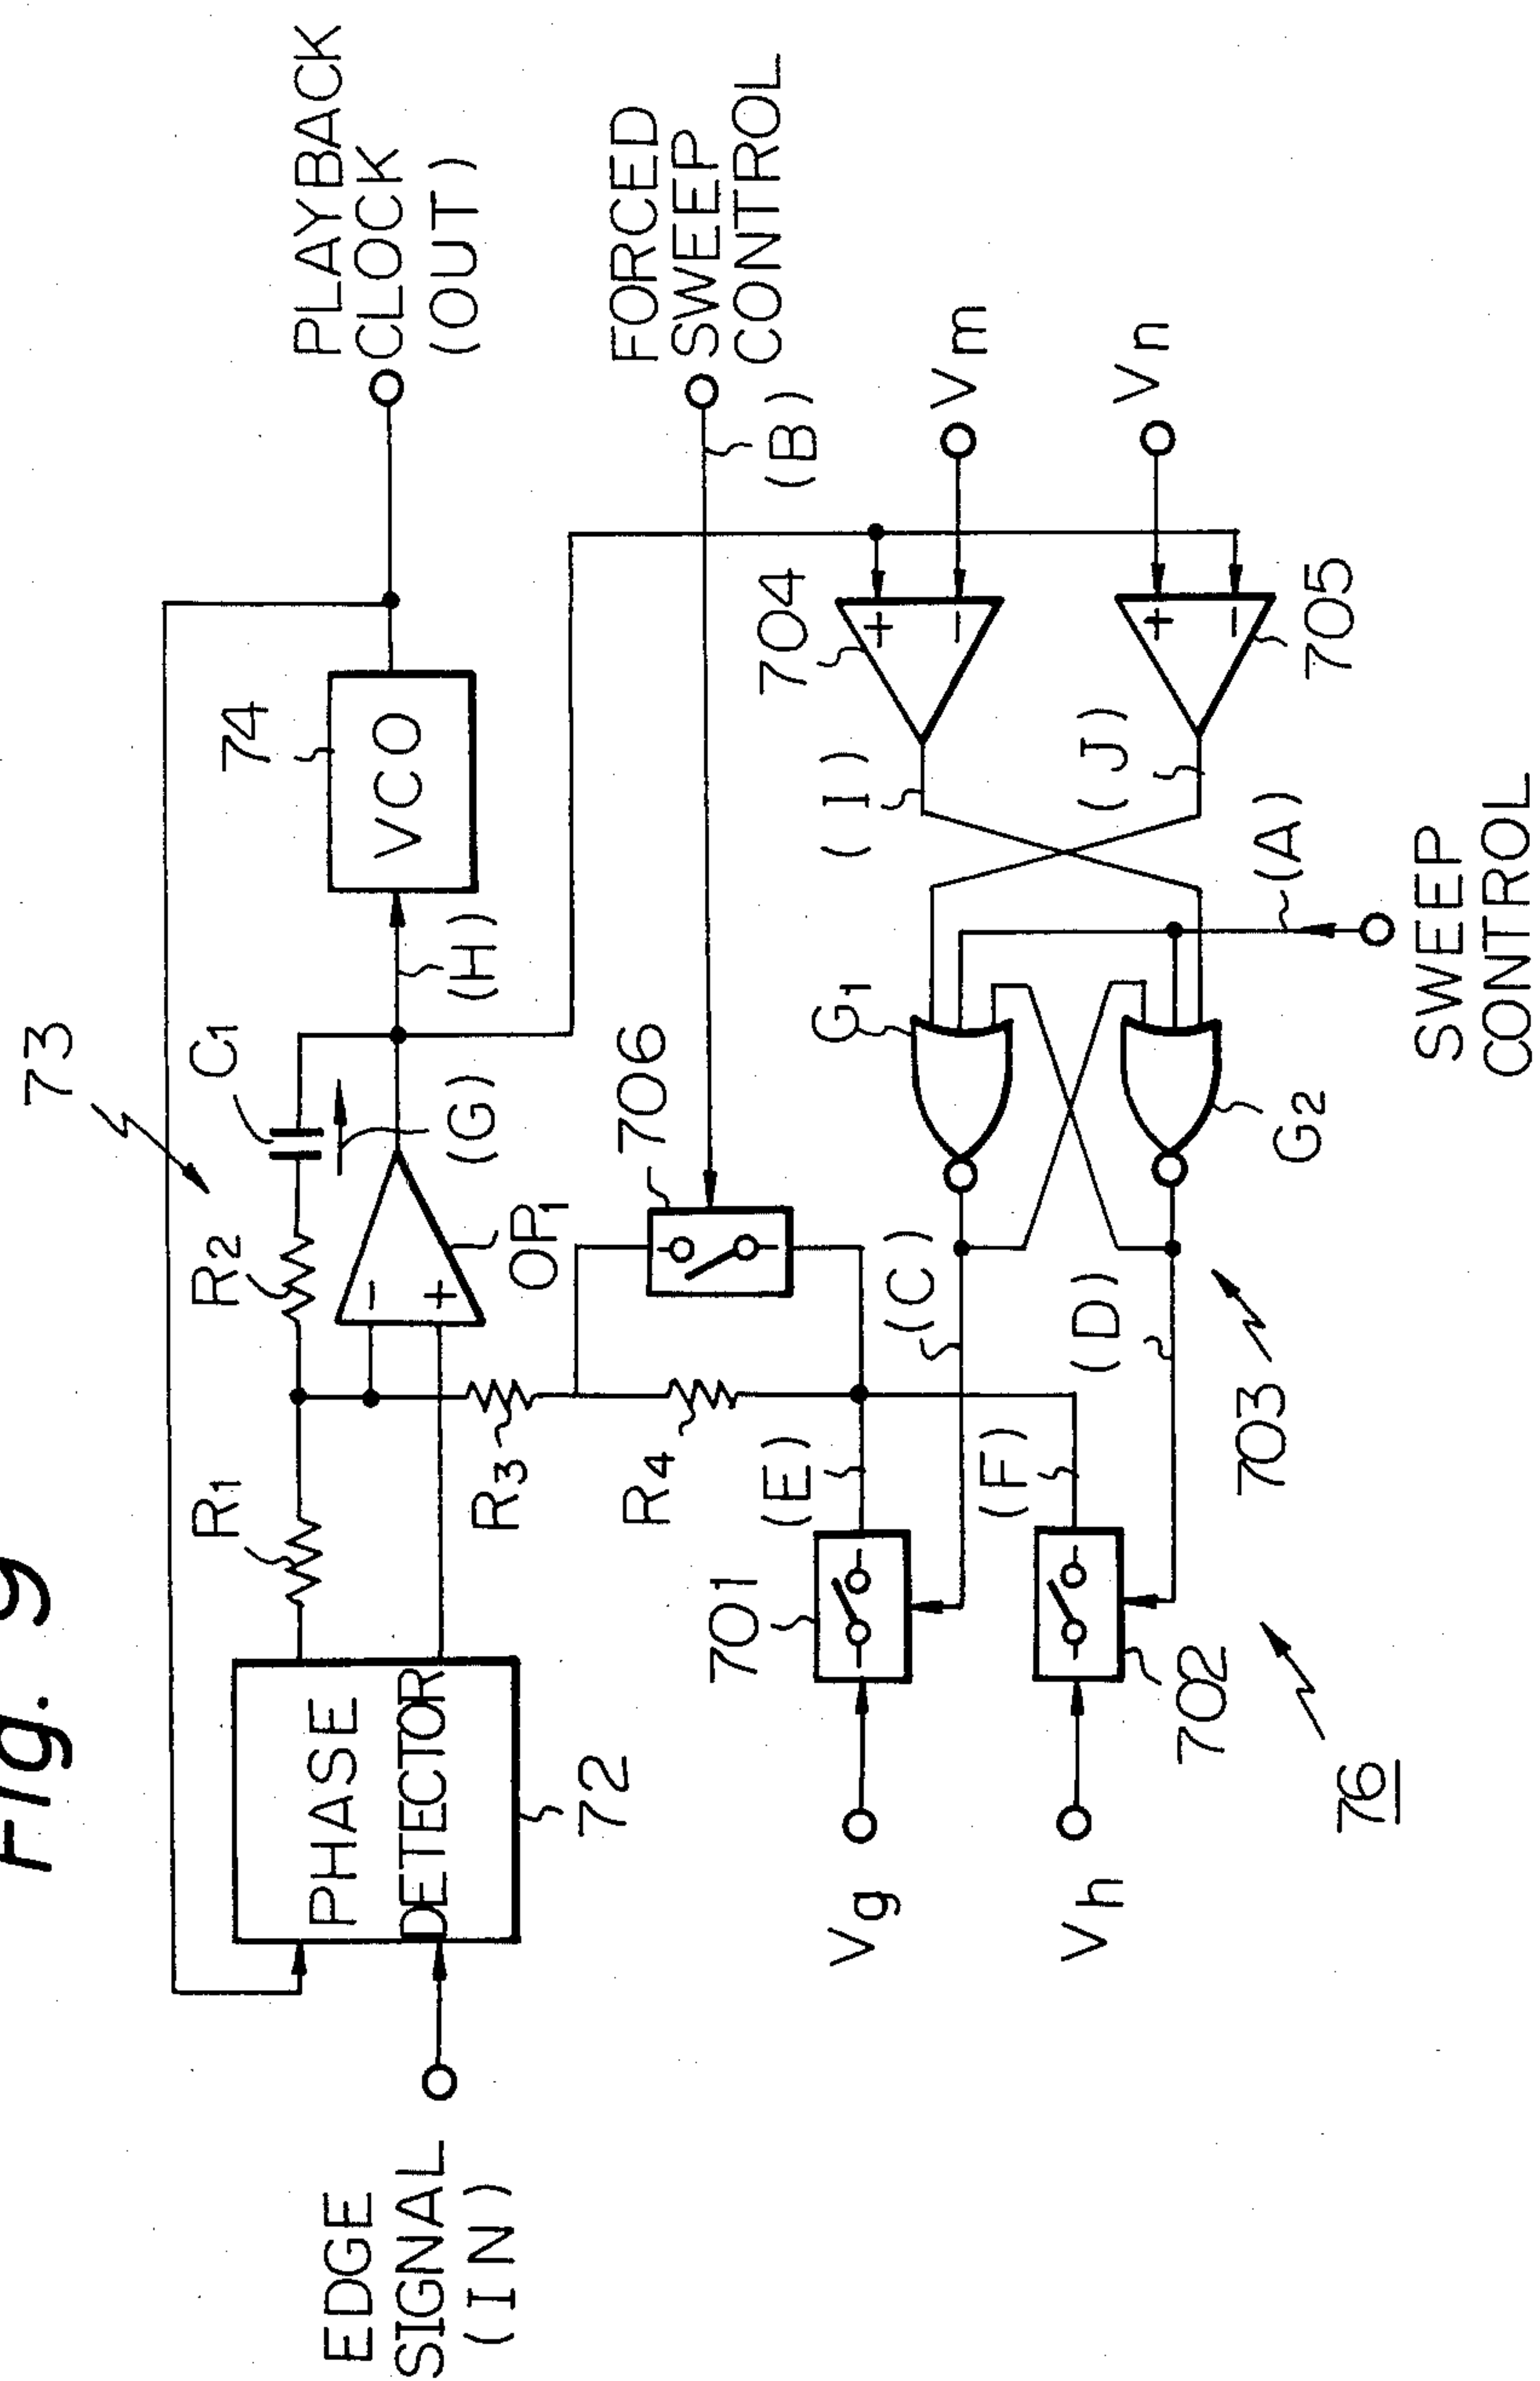 Fig. 9
73
PLAYBACK
CLOCK
(OUT)
74
VCO
C1
R2
R1
(H)
(G)
OP1
-
+
PHASE
DETECTOR
72
EDGE
SIGNAL
(IN)
FORCED
SWEEP
CONTROL
(B)
706
R3
R4
704
+
-
Vm
Vn
705
+
-
(I)
(J)
(A)
SWEEP
CONTROL
G1
G2
(C)
(D)
703
(E)
(F)
701
702
Vg
Vh
76